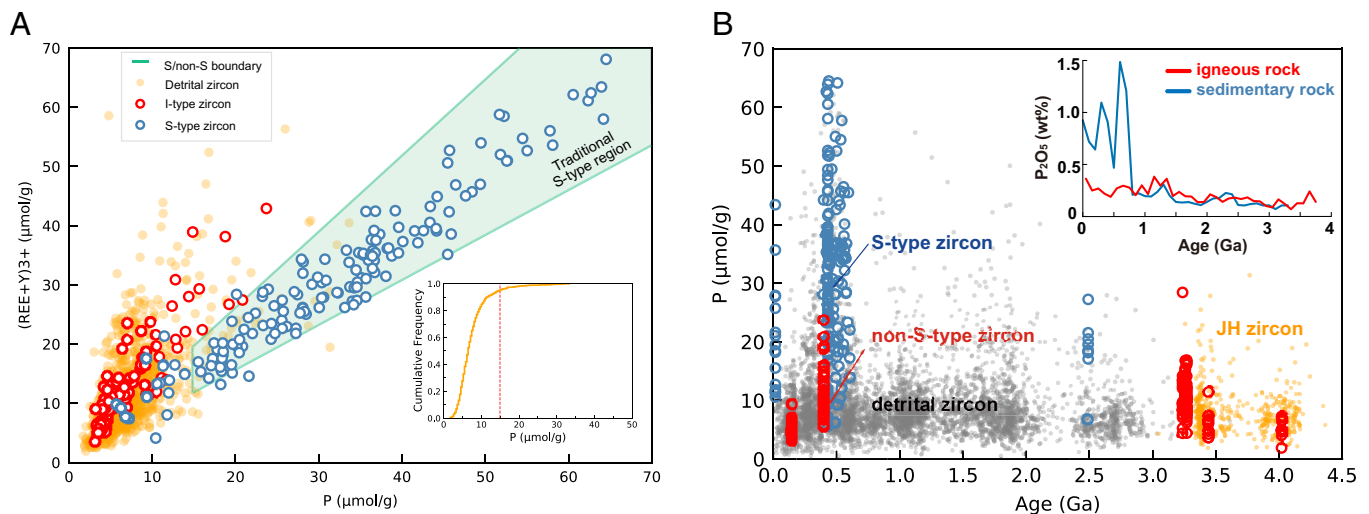 A
(REE+Y)3+ (μmol/g)
70
60
50
40
30
20
10
0
0
10
20
30
40
50
60
70
P (μmol/g)
S/non-S boundary
Detrital zircon
I-type zircon
S-type zircon
Traditional
S-type region
Cumulative Frequency
1.0
0.8
0.6
0.4
0.2
0.0
0
10
20
30
40
50
P (μmol/g)
B
P (μmol/g)
70
60
50
40
30
20
10
0
0.0
0.5
1.0
1.5
2.0
2.5
3.0
3.5
4.0
4.5
Age (Ga)
S-type zircon
non-S-type zircon
detrital zircon
JH zircon
P₂O₅ (wt%)
1.5
1.0
0.5
0
0
1
2
3
4
Age (Ga)
igneous rock
sedimentary rock